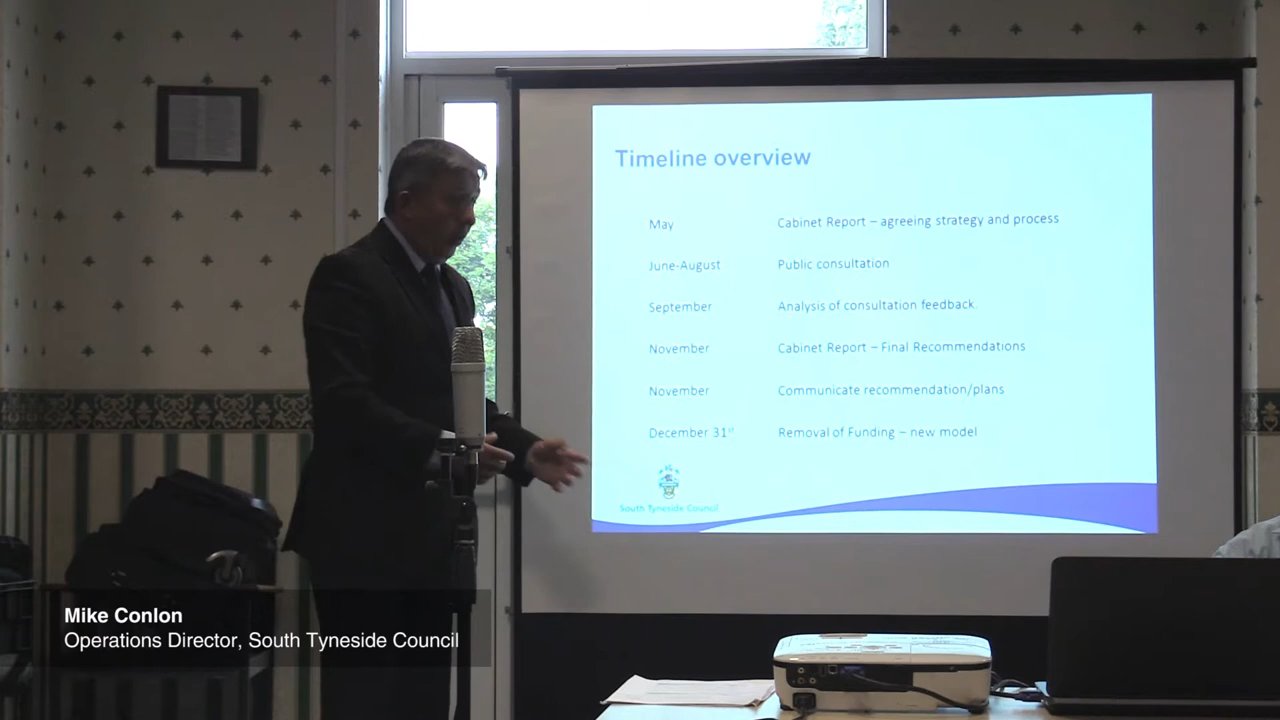 Timeline overview
May Cabinet Report – agreeing strategy and process
June-August Public consultation
September Analysis of consultation feedback.
November Cabinet Report – Final Recommendations
November Communicate recommendation/plans
December 31st Removal of Funding – new model
South Tyneside Council
Mike Conlon
Operations Director, South Tyneside Council